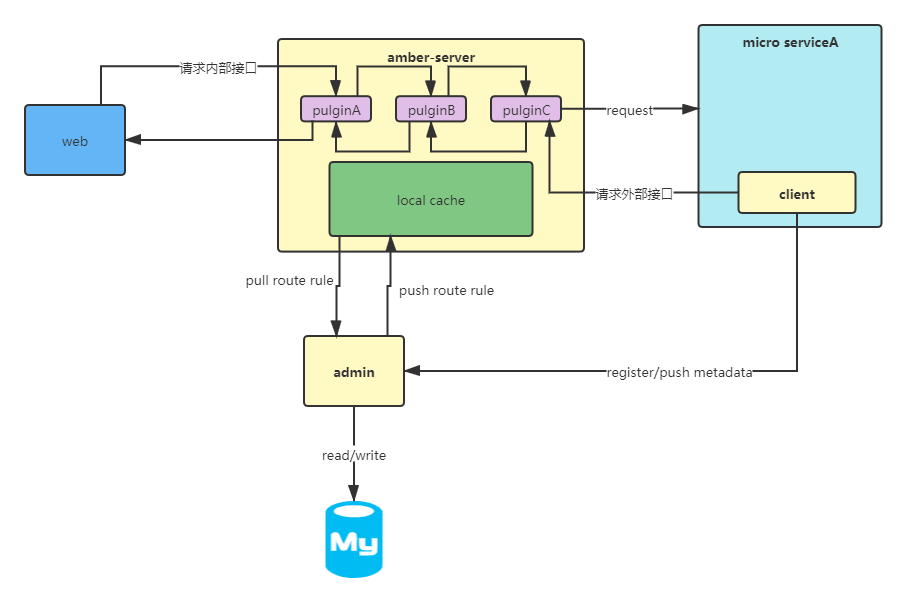 micro serviceA
amber-server
请求内部接口
pulginA
pulginB
pulginC
request
web
client
请求外部接口
local cache
pull route rule
push route rule
admin
register/push metadata
read/write
My